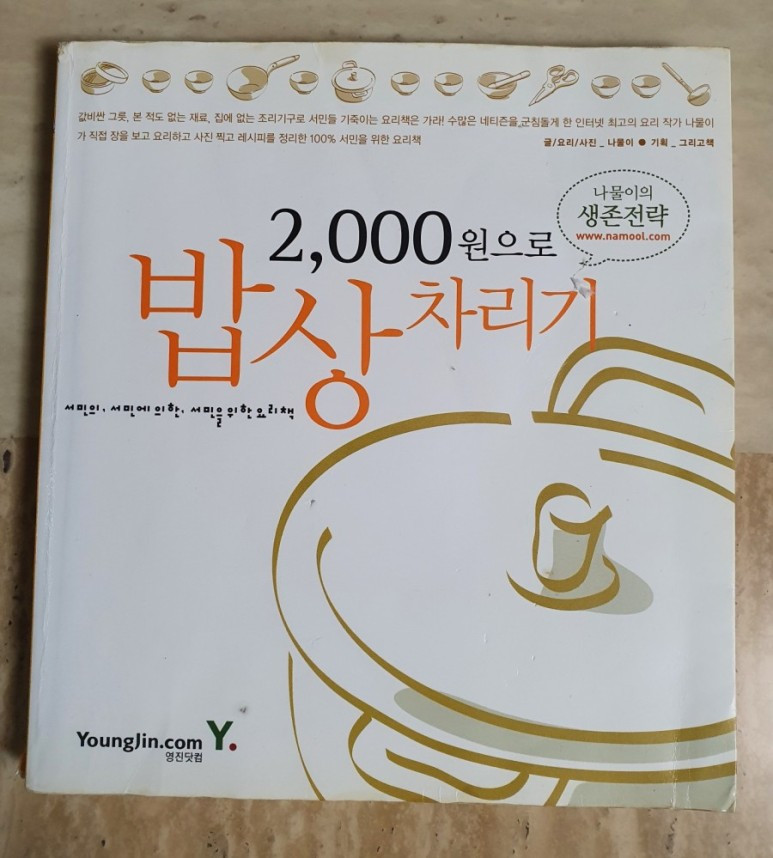 값비싼 그릇, 본 적도 없는 재료, 집에 없는 조리기구로 서민들 기죽이는 요리책은 가라! 수많은 네티즌을 군침돌게 한 인터넷 최고의 요리 작가 나물이
가 직접 장을 보고 요리하고 사진 찍고 레시피를 정리한 100% 서민을 위한 요리책
글/요리/사진 _ 나물이 ● 기획 _ 그리고책
나물이의
생존전략
www.namool.com
2,000원으로
밥상차리기
서민의, 서민에 의한, 서민을 위한 요리책
YoungJin.com Y.
영진닷컴